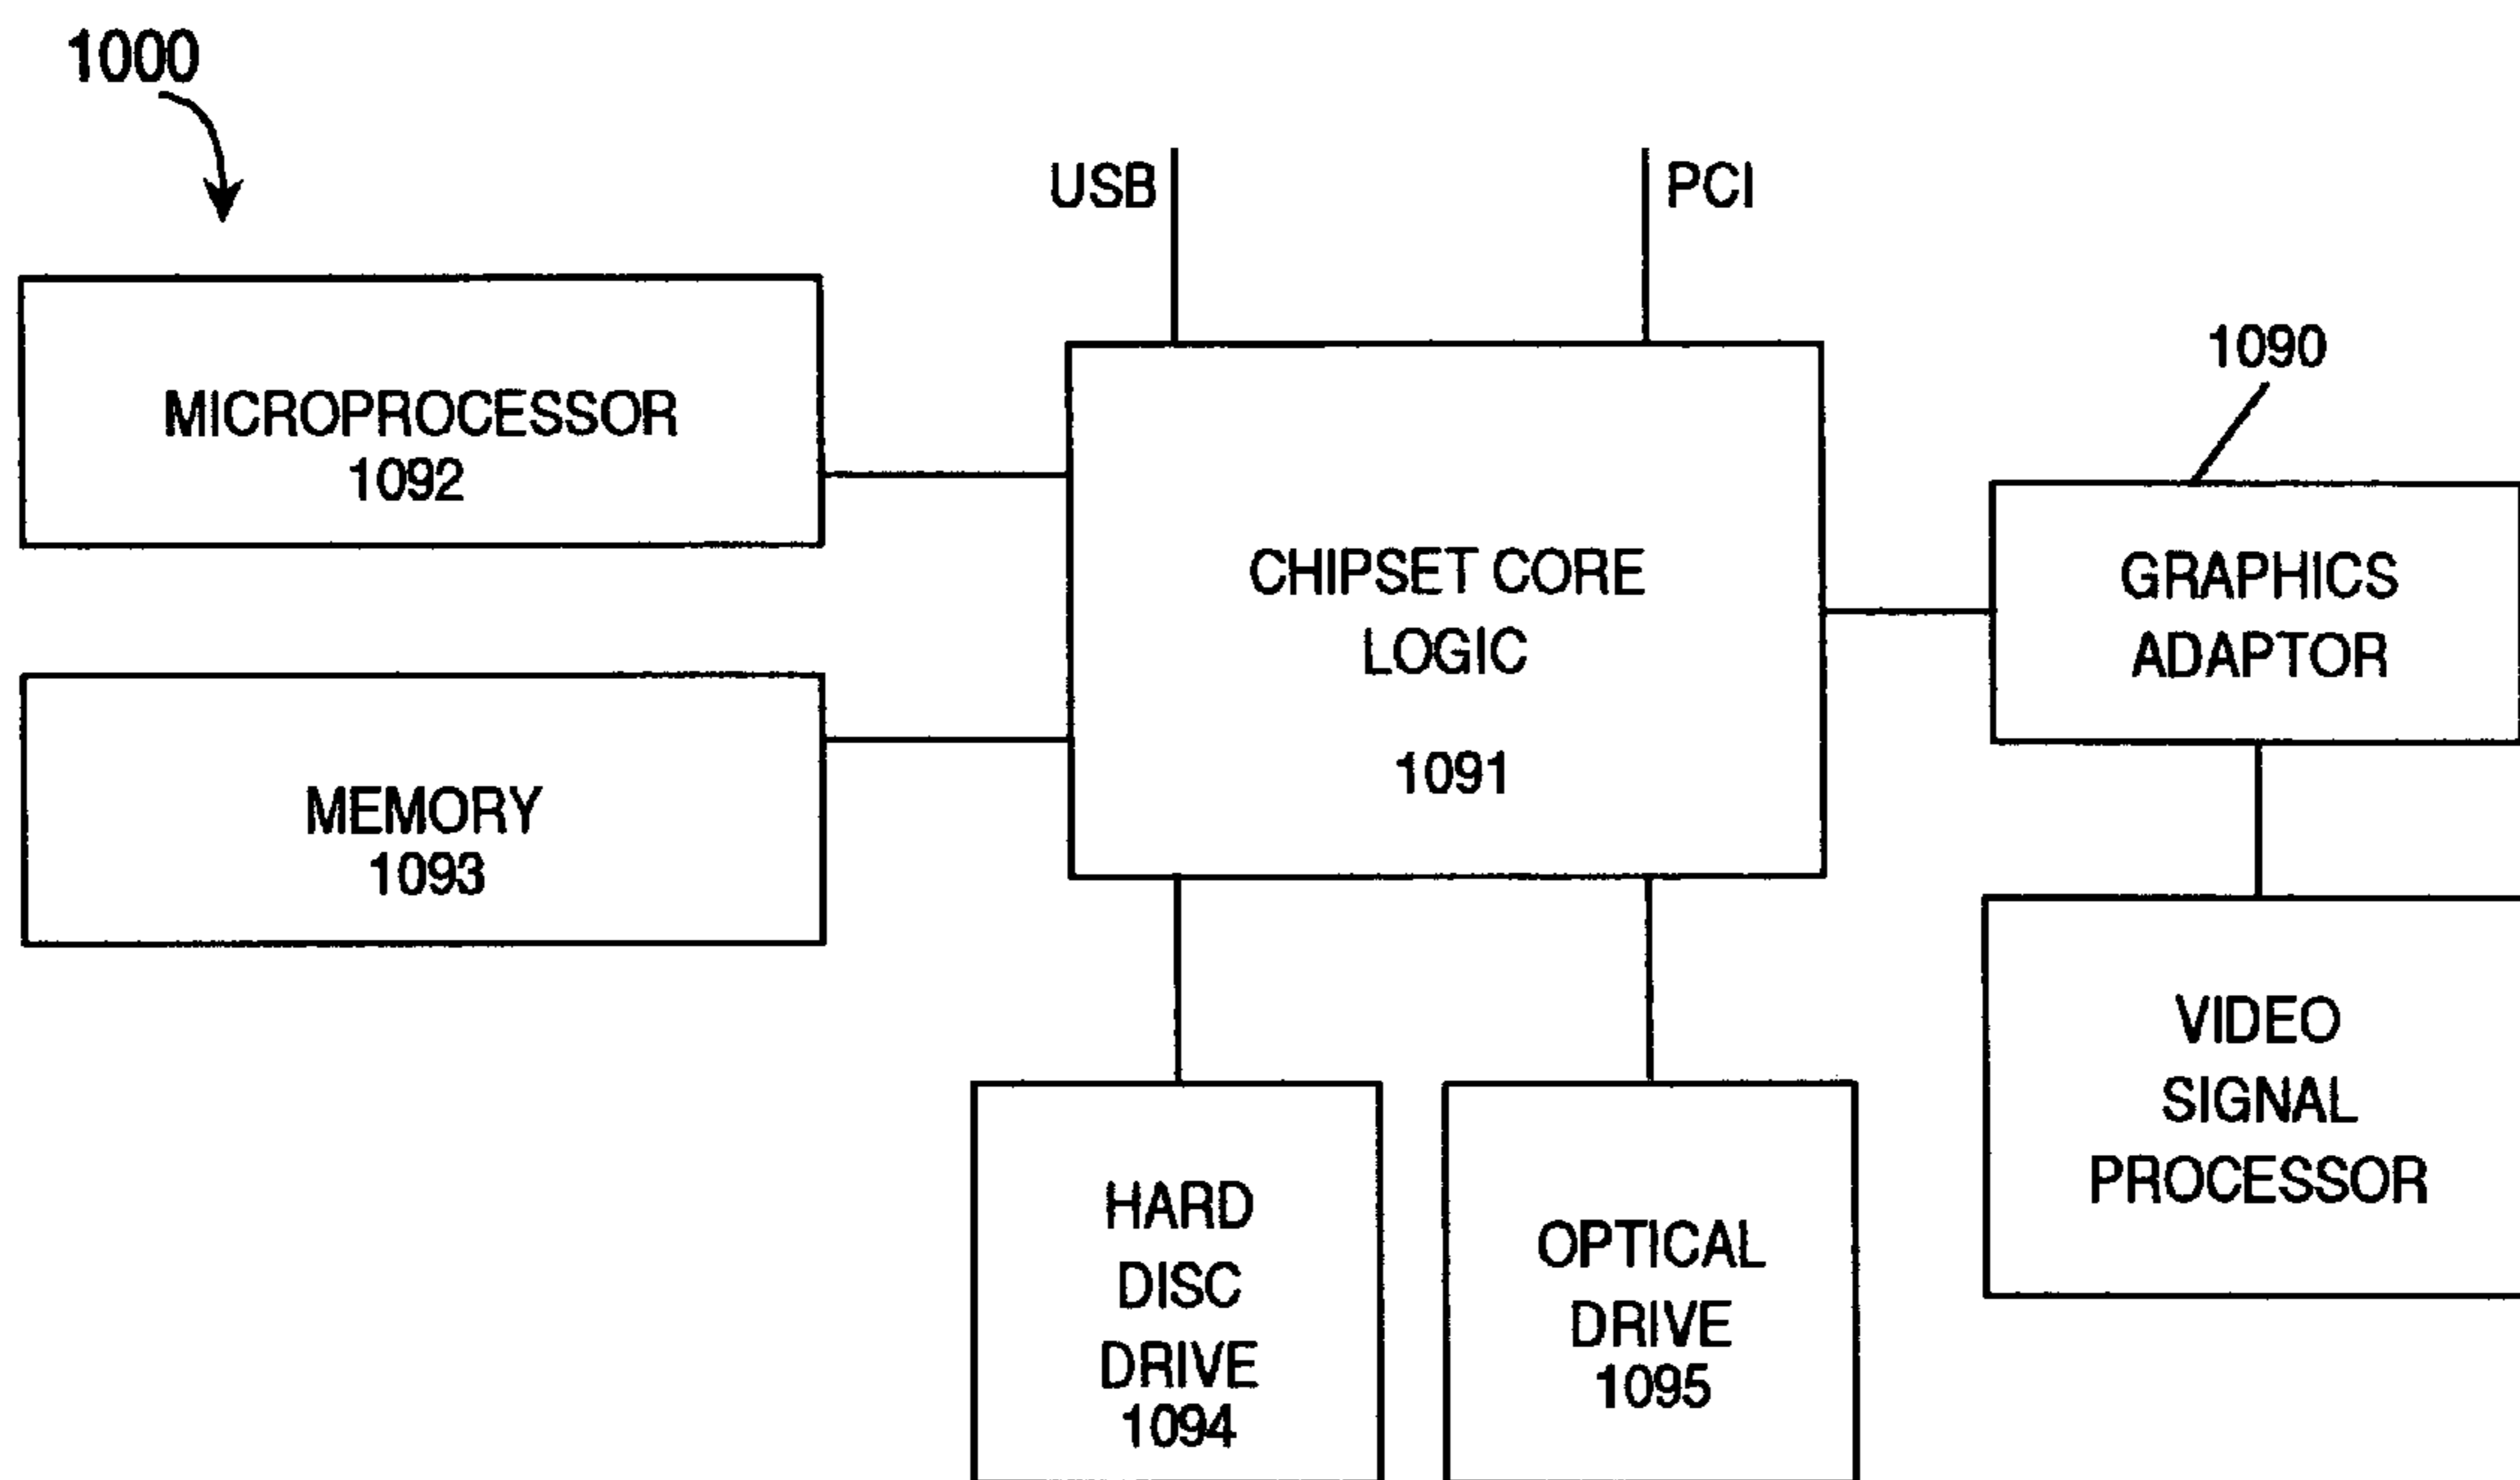 1000
USB
PCI
MICROPROCESSOR
1092
MEMORY
1093
CHIPSET CORE
LOGIC
1091
1090
GRAPHICS
ADAPTOR
VIDEO
SIGNAL
PROCESSOR
HARD
DISC
DRIVE
1094
OPTICAL
DRIVE
1095